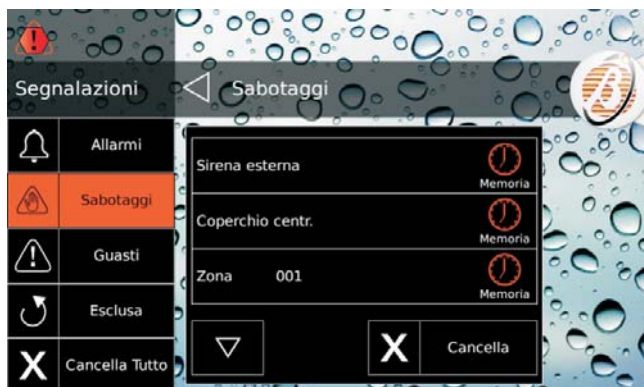 Segnalazioni
Sabotaggi
Allarmi
Sabotaggi
Guasti
Esclusa
X Cancella Tutto
Sirena esterna
Memoria
Coperchio centr.
Memoria
Zona 001
Memoria
X Cancella